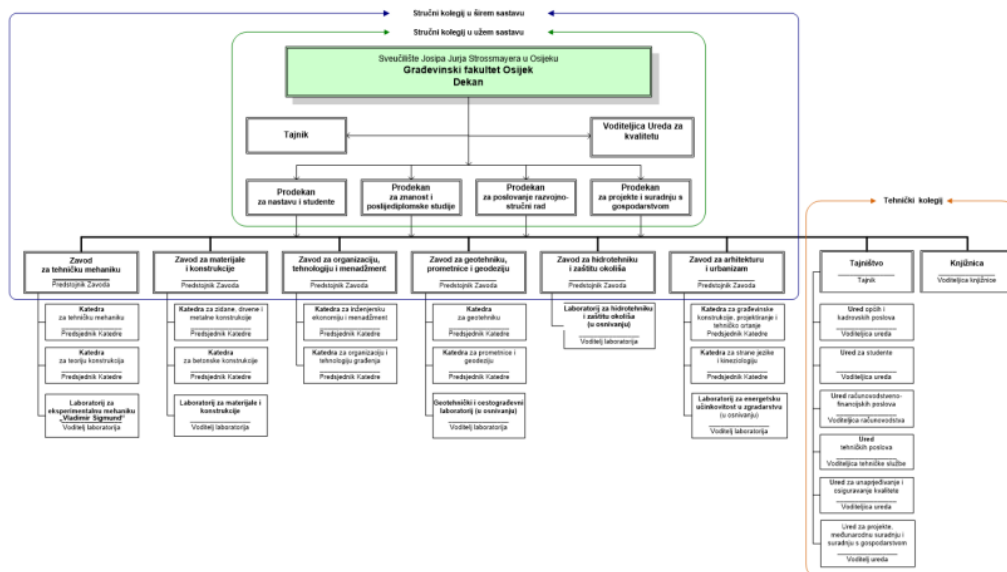 Stručni kolegij u širem sastavu
Stručni kolegij u užem sastavu
Sveučilište Josipa Jurja Strossmayera u Osijeku
Građevinski fakultet Osijek
Dekan
Tajnik
Voditeljica Ureda za
kvalitetu
Prodekan
za nastavu i studente
Prodekan
za znanost i
poslijediplomske studije
Prodekan
za poslovanje razvojno-
stručni rad
Prodekan
za projekte i suradnju s
gospodarstvom
Tehnički kolegij
Zavod
za tehničku mehaniku
Predstojnik Zavoda
Zavod za materijale
i konstrukcije
Predstojnik Zavoda
Zavod za organizaciju,
tehnologiju i menadžment
Predstojnik Zavoda
Zavod za geotehniku,
prometnice i geodeziju
Predstojnik Zavoda
Zavod za hidrotehniku
i zaštitu okoliša
Predstojnik Zavoda
Zavod za arhitekturu
i urbanizam
Predstojnik Zavoda
Tajništvo
Tajnik
Knjižnica
Voditeljica knjižnice
Katedra
za tehničku mehaniku
Predsjednik Katedre
Katedra
za teoriju konstrukcija
Predsjednik Katedre
Laboratorij za
eksperimentalnu mehaniku
„Vladimir Sigmund"
Voditelj laboratorija
Katedra
za zidane, drvene i
metalne konstrukcije
Predsjednik Katedre
Katedra
za betonske konstrukcije
Predsjednik Katedre
Laboratorij za materijale i
konstrukcije
Voditelj laboratorija
Katedra za inženjersku
ekonomiju i menadžment
Predsjednik Katedre
Katedra za organizaciju i
tehnologiju građenja
Predsjednik Katedre
Katedra
za geotehniku
Predsjednik Katedre
Katedra za prometnice i
geodeziju
Predsjednik Katedre
Geotehnički i cestograđevni
laboratorij (u osnivanju)
Voditelj laboratorija
Laboratorij za hidrotehniku
i zaštitu okoliša
(u osnivanju)
Voditelj laboratorija
Katedra za građevinske
konstrukcije, projektiranje i
tehničko crtanje
Predsjednik Katedre
Katedra za strane jezike
i kineziologiju
Predsjednik Katedre
Laboratorij za energetsku
učinkovitost u zgradarstvu
(u osnivanju)
Voditelj laboratorija
Ured općih i
kadrovskih poslova
Voditeljica ureda
Ured za studente
Voditeljica ureda
Ured računovodstveno-
financijskih poslova
Voditeljica računovodstva
Ured
tehničkih poslova
Voditeljica tehničke službe
Ured za unaprjeđivanje i
osiguravanje kvalitete
Voditeljica ureda
Ured za projekte,
međunarodnu suradnju i
suradnju s gospodarstvom
Voditelj ureda